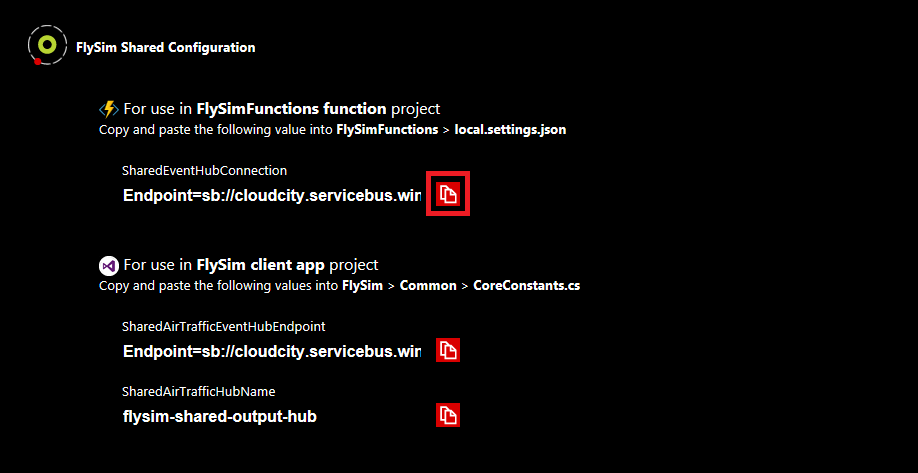 FlySim Shared Configuration
For use in FlySimFunctions function project
Copy and paste the following value into FlySimFunctions > local.settings.json
SharedEventHubConnection
Endpoint=sb://cloudcity.servicebus.win
For use in FlySim client app project
Copy and paste the following values into FlySim > Common > CoreConstants.cs
SharedAirTrafficEventHubEndpoint
Endpoint=sb://cloudcity.servicebus.win
SharedAirTrafficHubName
flysim-shared-output-hub